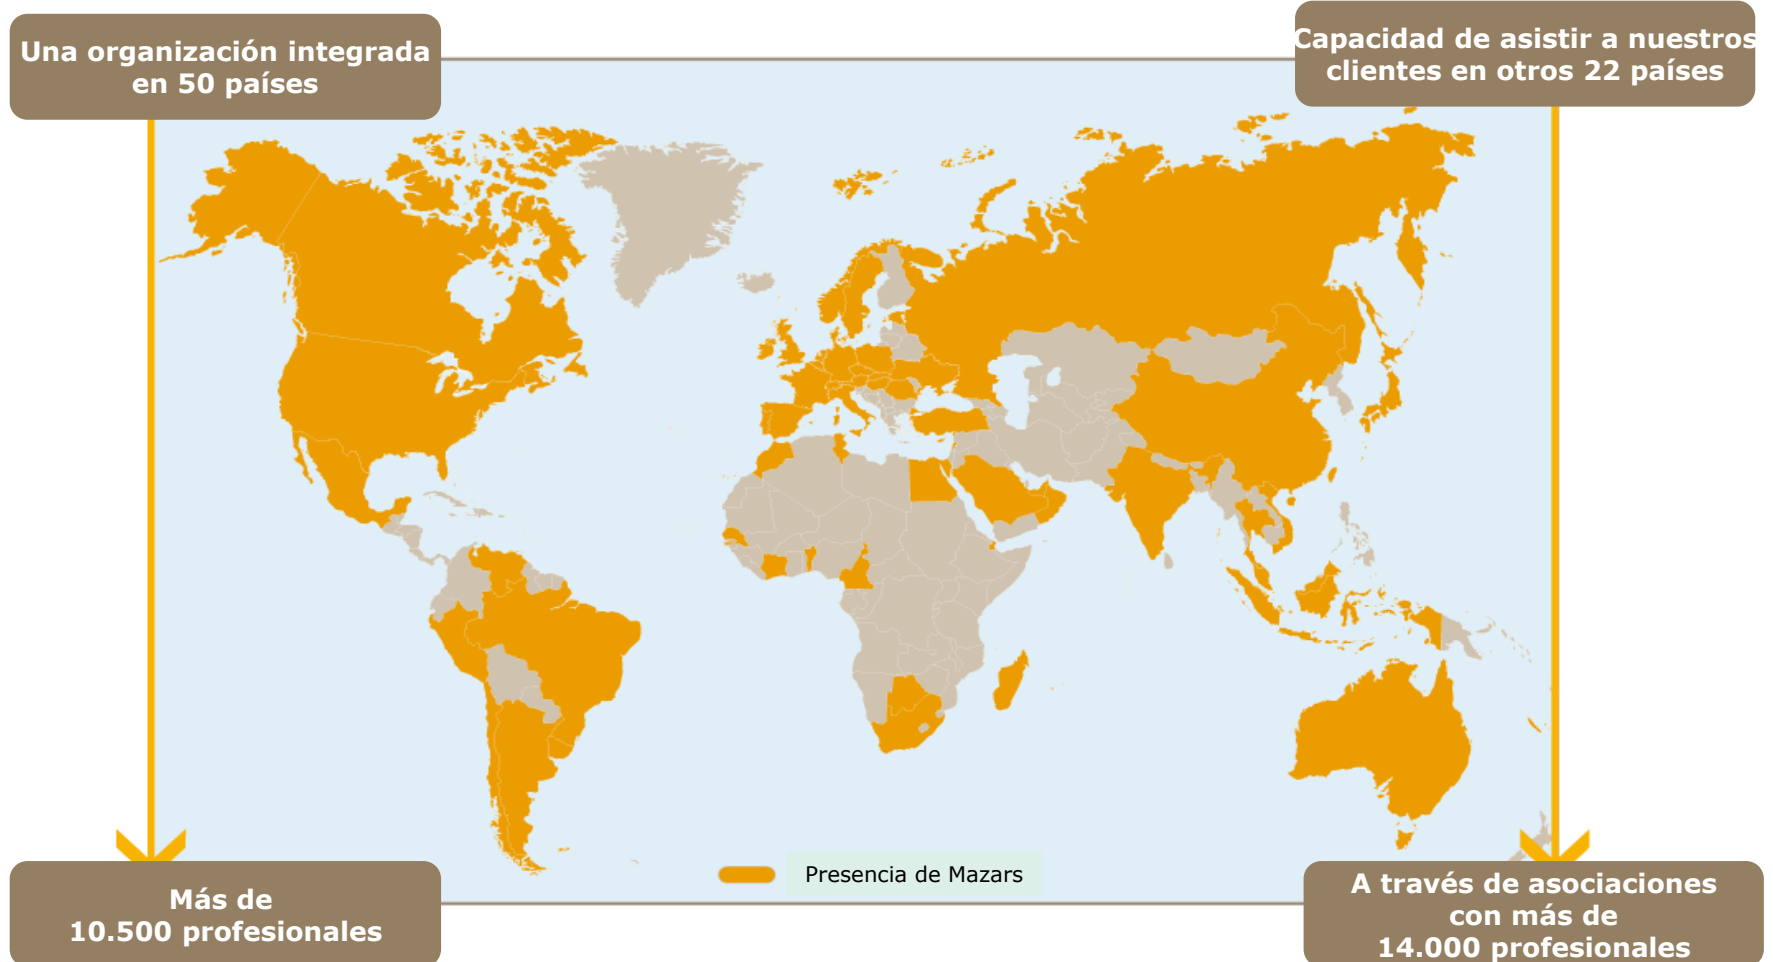 Una organización integrada
en 50 países
Capacidad de asistir a nuestros
clientes en otros 22 países
Presencia de Mazars
Más de
10.500 profesionales
A través de asociaciones
con más de
14.000 profesionales